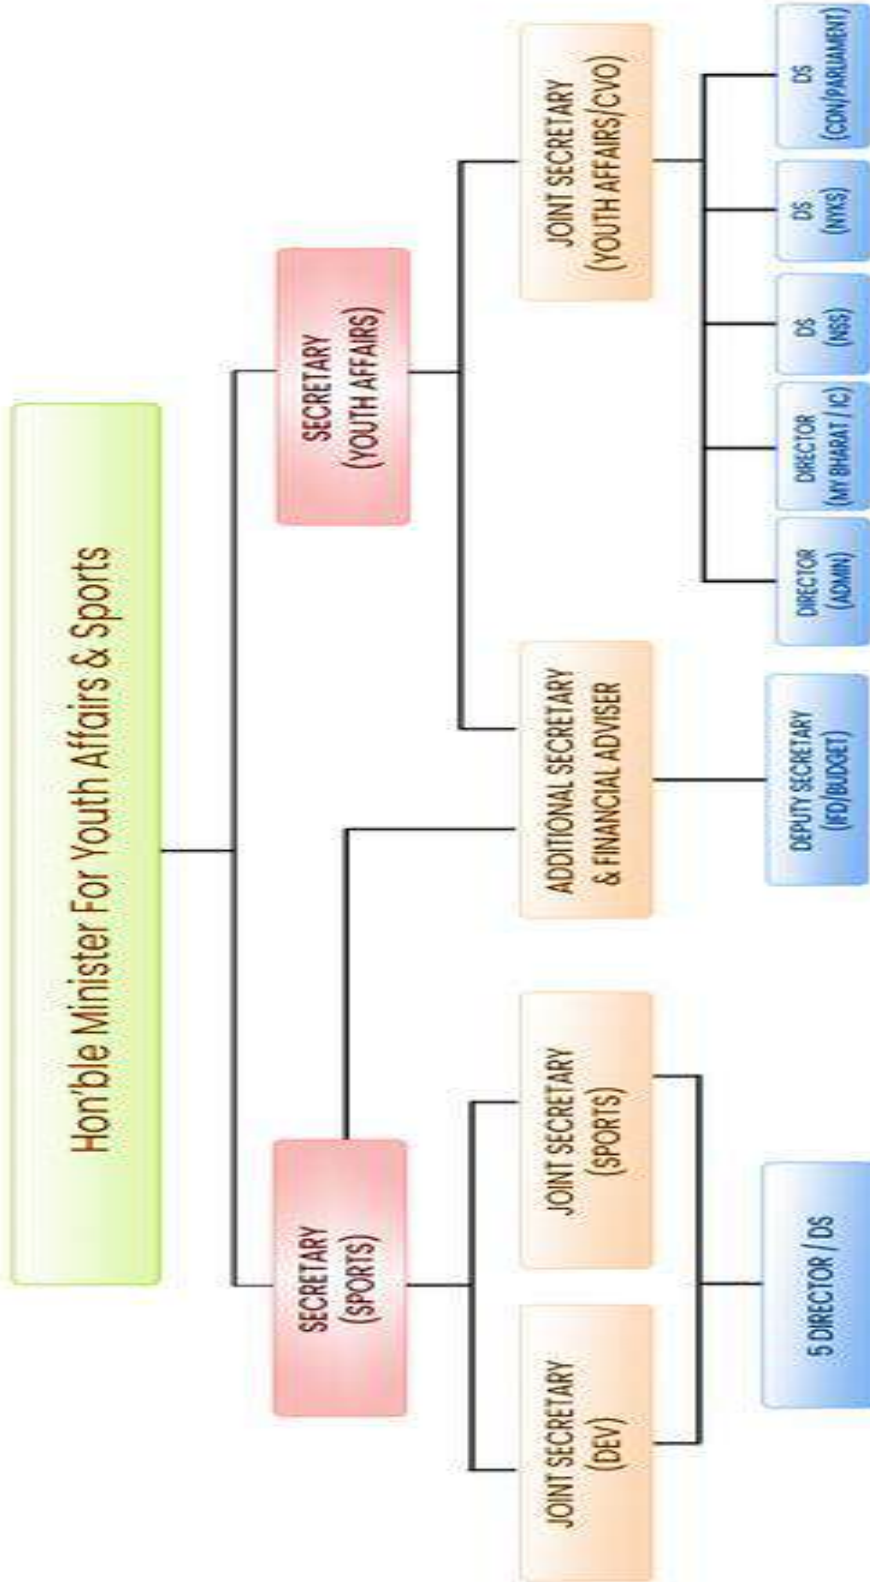 Hon'ble Minister For Youth Affairs & Sports
SECRETARY
(SPORTS)
SECRETARY
(YOUTH AFFAIRS)
JOINT SECRETARY
(DEV)
JOINT SECRETARY
(SPORTS)
ADDITIONAL SECRETARY
& FINANCIAL ADVISER
JOINT SECRETARY
(YOUTH AFFAIRS/CVO)
5 DIRECTOR / DS
DEPUTY SECRETARY
(IFD/BUDGET)
DIRECTOR
(ADMIN)
DIRECTOR
(MY BHARAT / IC)
DS
(NSS)
DS
(NYKS)
DS
(CDN/PARLIAMENT)